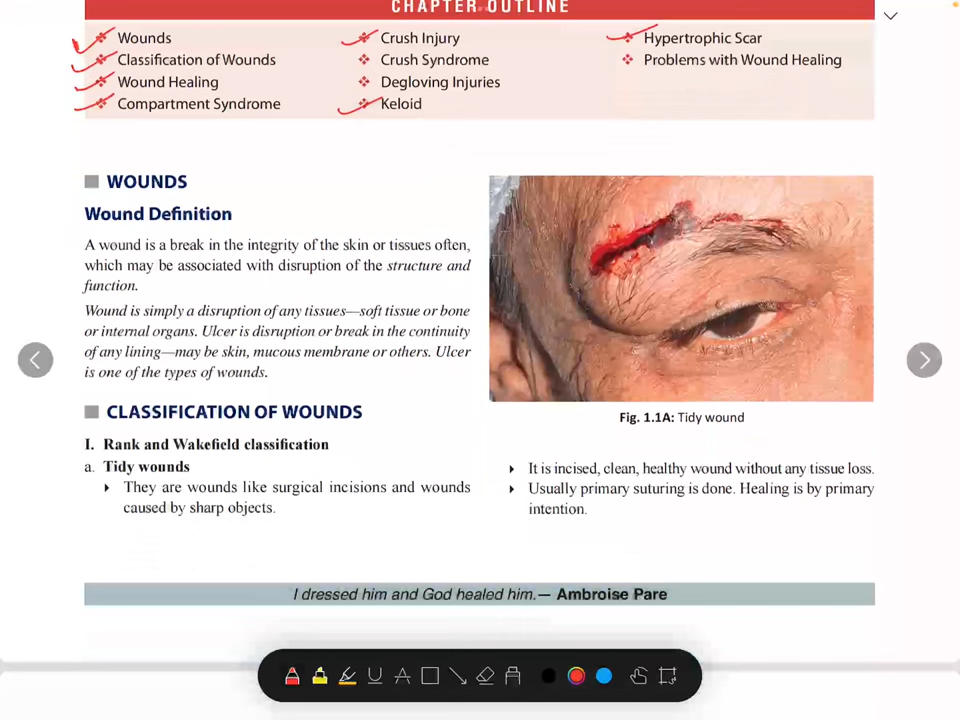 CHAPTER OUTLINE
Wounds
Classification of Wounds
Wound Healing
Compartment Syndrome
Crush Injury
Crush Syndrome
Degloving Injuries
Keloid
Hypertrophic Scar
Problems with Wound Healing
WOUNDS
Wound Definition
A wound is a break in the integrity of the skin or tissues often,
which may be associated with disruption of the structure and
function.
Wound is simply a disruption of any tissues—soft tissue or bone
or internal organs. Ulcer is disruption or break in the continuity
of any lining—may be skin, mucous membrane or others. Ulcer
is one of the types of wounds.
CLASSIFICATION OF WOUNDS
I. Rank and Wakefield classification
a. Tidy wounds
They are wounds like surgical incisions and wounds
caused by sharp objects.
Fig. 1.1A: Tidy wound
It is incised, clean, healthy wound without any tissue loss.
Usually primary suturing is done. Healing is by primary
intention.
I dressed him and God healed him.— Ambroise Pare